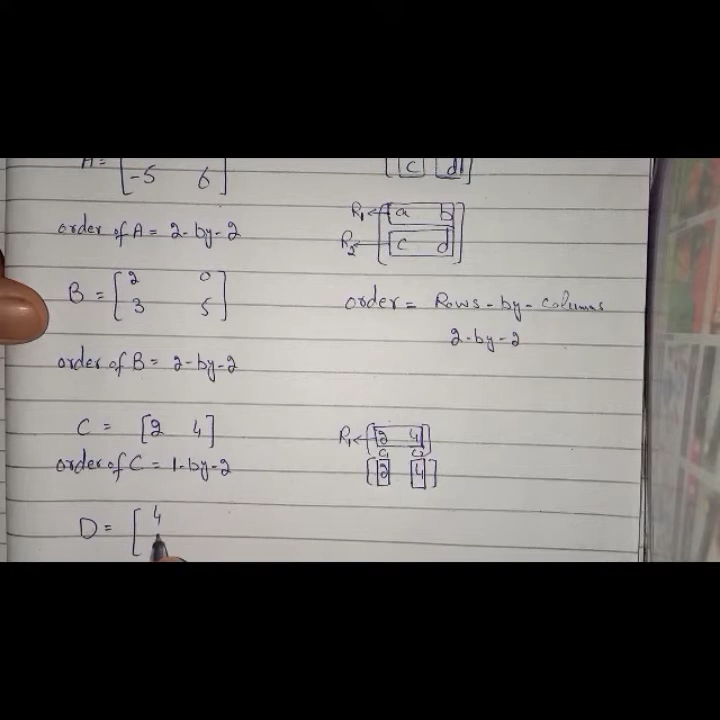 A =
-5 6
order of A = 2-by-2
B = [2 0
3 5]
order of B = 2-by-2
C = [2 4]
order of C = 1-by-2
D = [4
[c d]
R1 ← [a b
R2 ← c d]
order = Rows-by-columns
2-by-2
R1 ← [2 4]
C1 C2
[2 4]